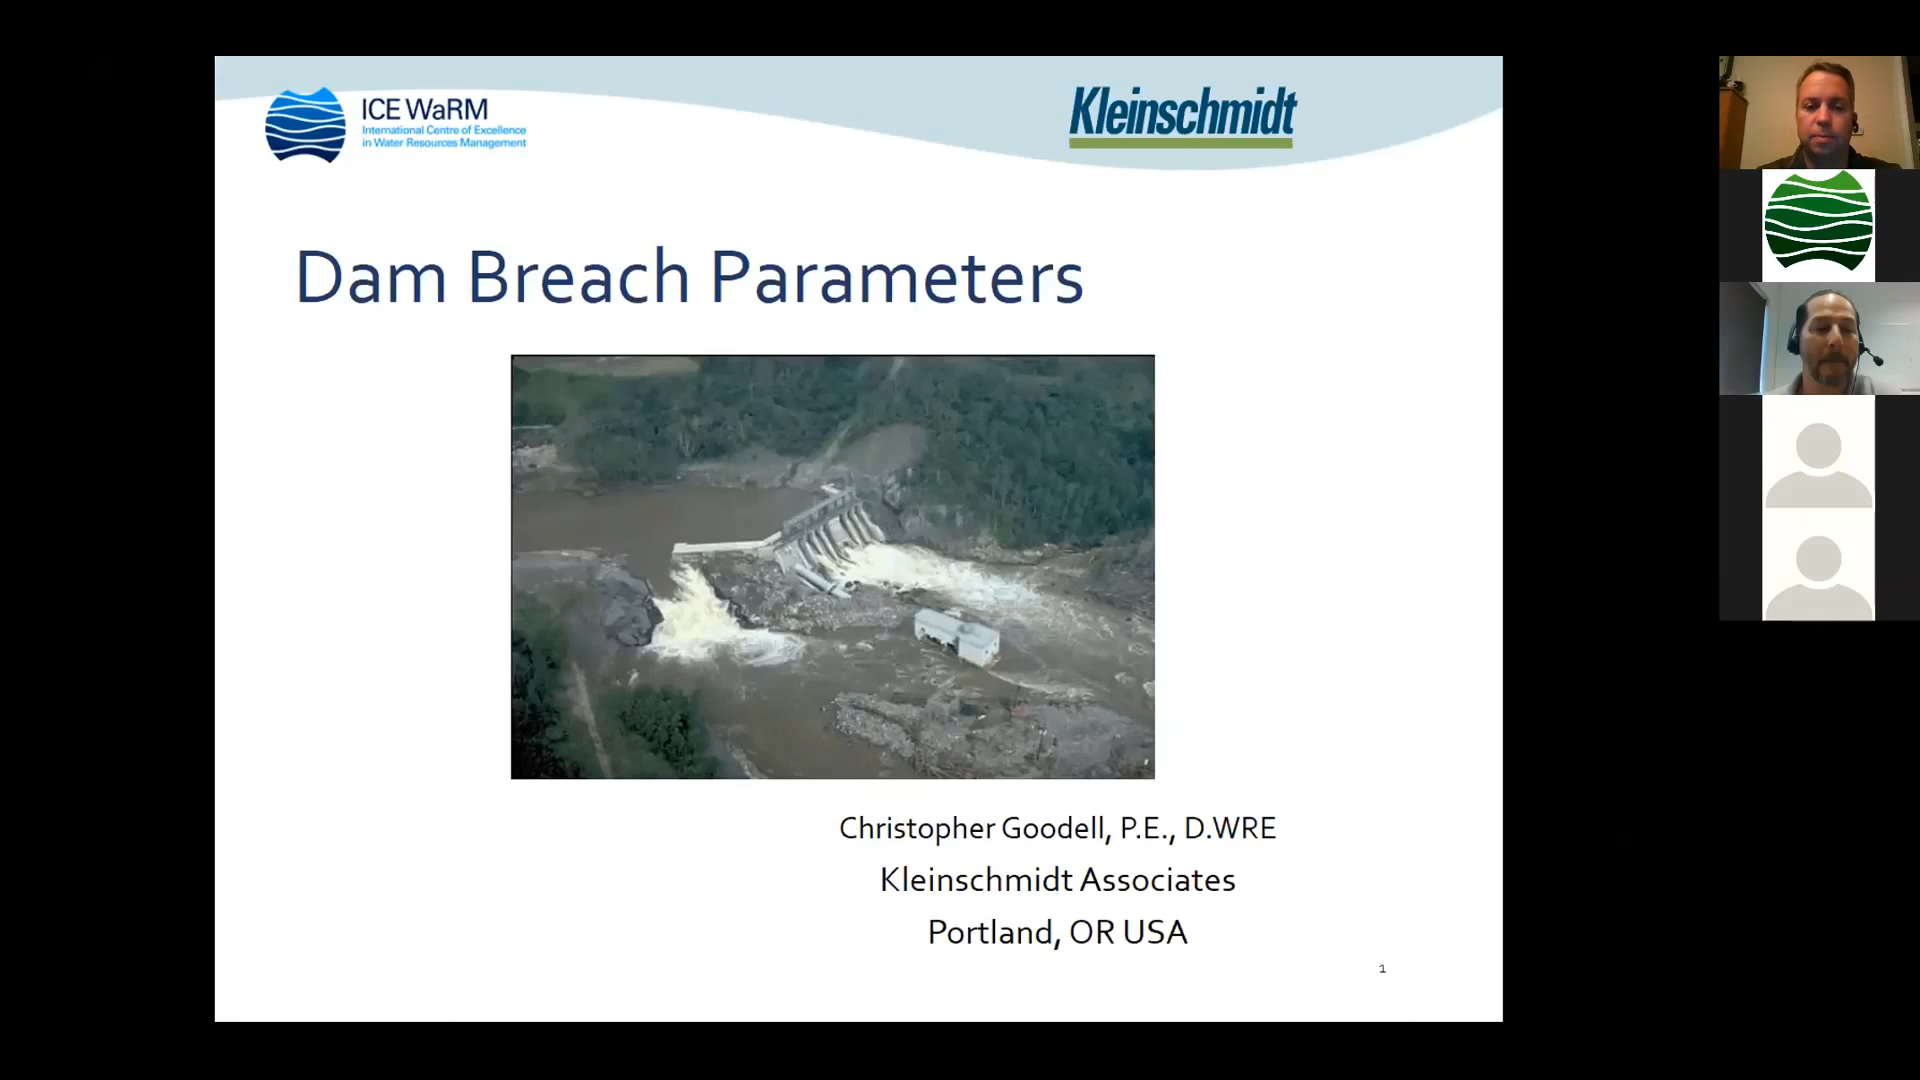 ICE WaRM
International Centre of Excellence
in Water Resources Management
Kleinschmidt
Dam Breach Parameters
Christopher Goodell, P.E., D.WRE
Kleinschmidt Associates
Portland, OR USA
1